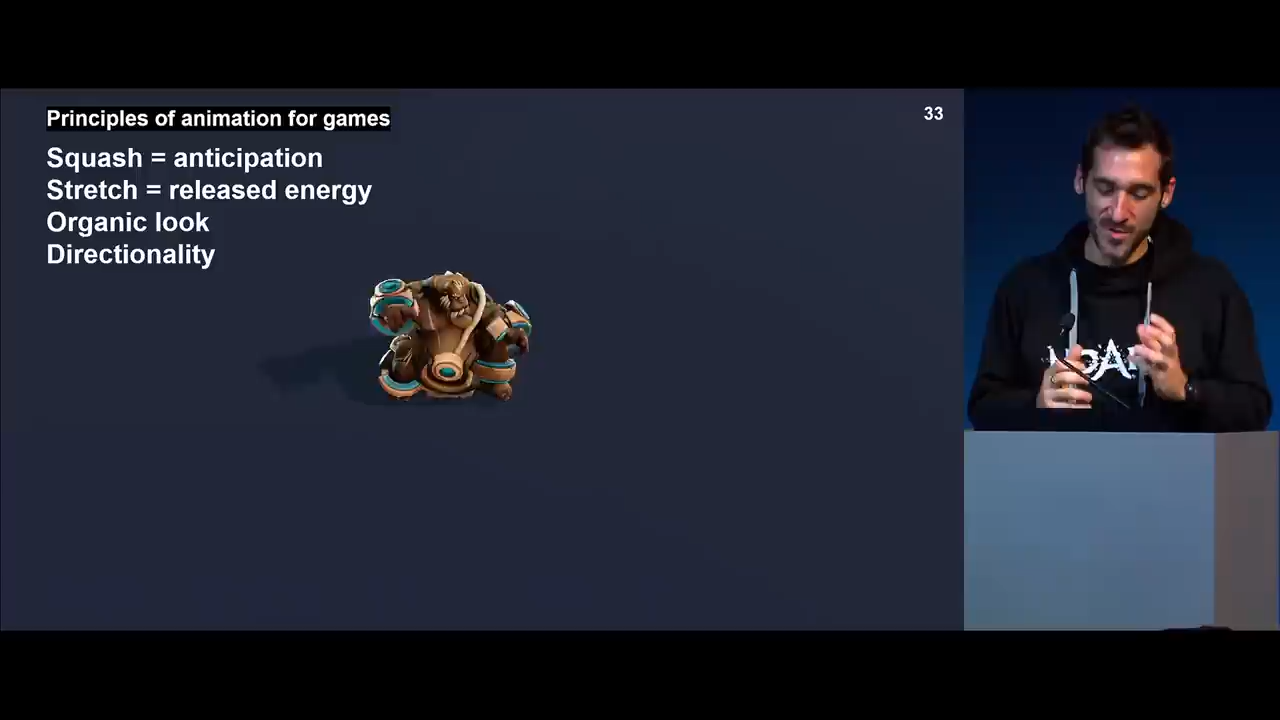 Principles of animation for games
33
Squash = anticipation
Stretch = released energy
Organic look
Directionality